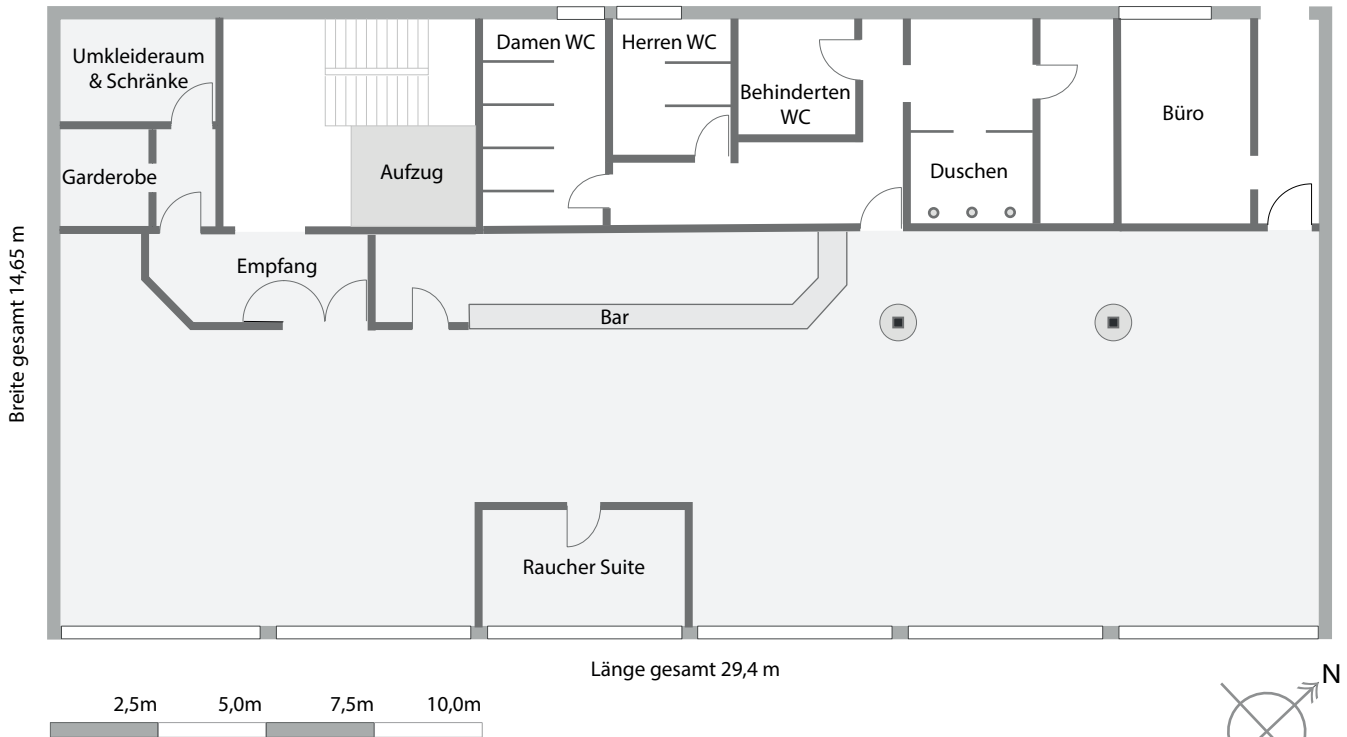 Umkleideraum
& Schränke
Damen WC
Herren WC
Behinderten
WC
Büro
Garderobe
Aufzug
Duschen
Empfang
Bar
Raucher Suite
Breite gesamt 14,65 m
Länge gesamt 29,4 m
2,5m 5,0m 7,5m 10,0m
N